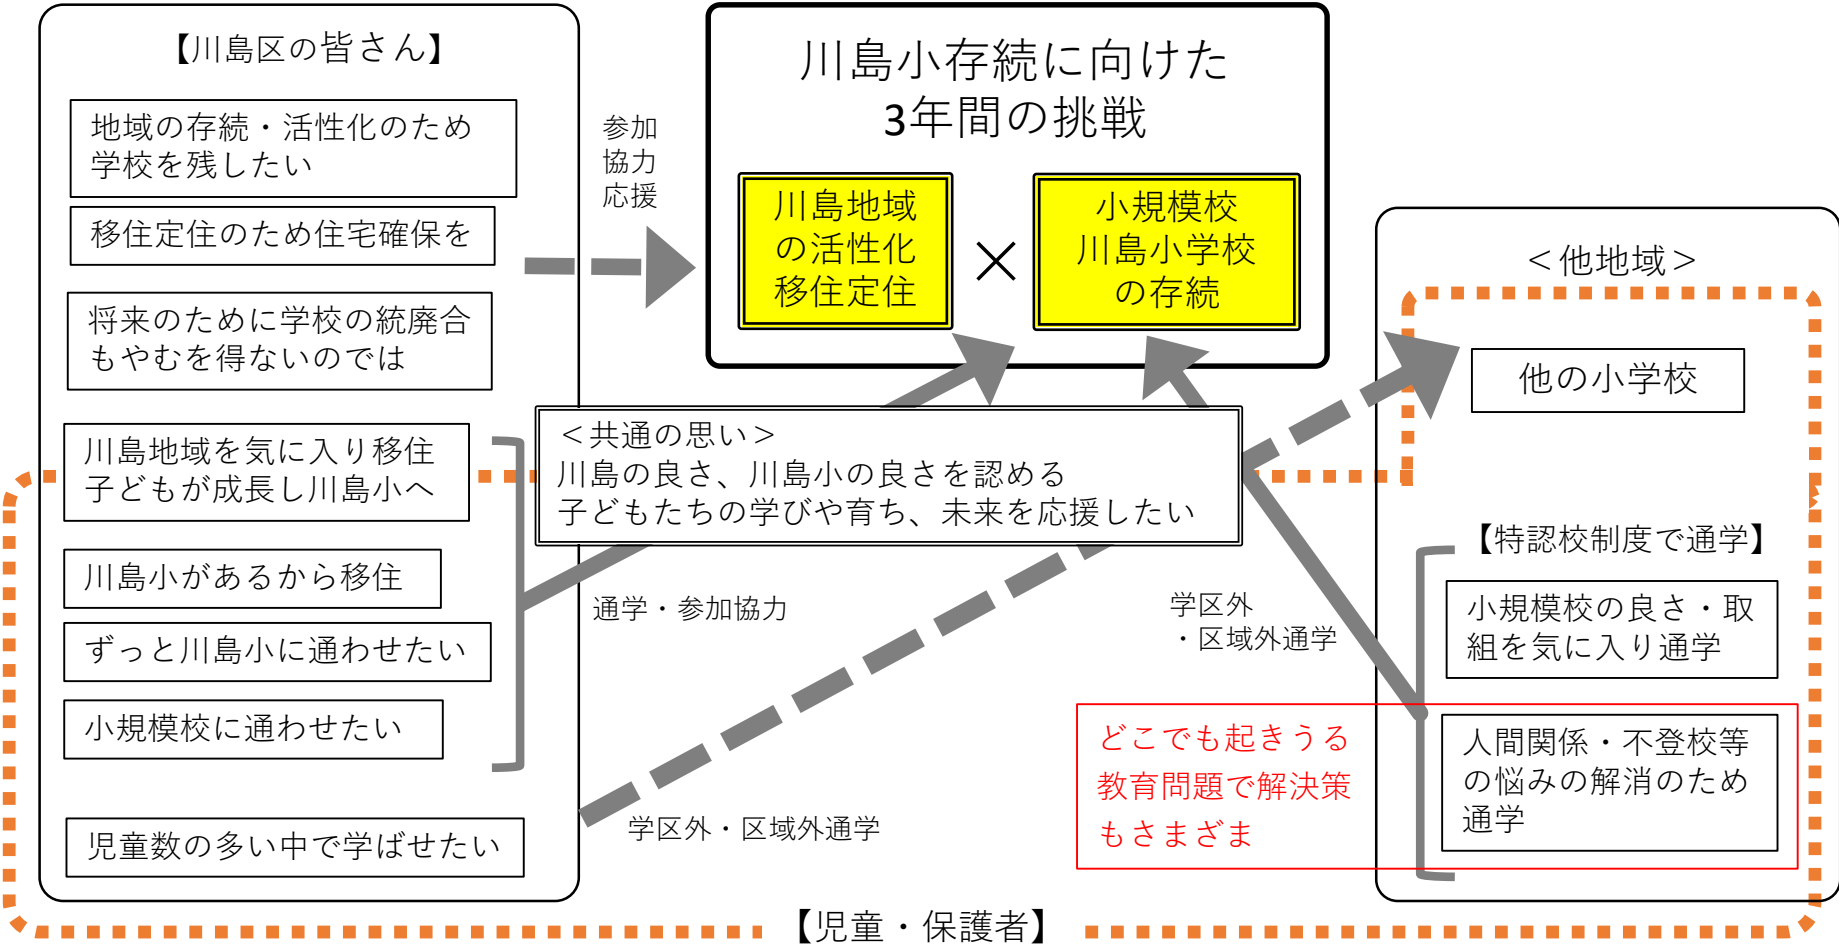 【川島区の皆さん】
地域の存続・活性化のため
学校を残したい
移住定住のため住宅確保を
将来のために学校の統廃合
もやむを得ないのでは
川島地域を気に入り移住
子どもが成長し川島小へ
川島小があるから移住
ずっと川島小に通わせたい
小規模校に通わせたい
児童数の多い中で学ばせたい
参加
協力
応援
川島小存続に向けた
3年間の挑戦
川島地域
の活性化
移住定住
×
小規模校
川島小学校
の存続
＜共通の思い＞
川島の良さ、川島小の良さを認める
子どもたちの学びや育ち、未来を応援したい
通学・参加協力
学区外・区域外通学
学区外
・区域外通学
＜他地域＞
他の小学校
【特認校制度で通学】
小規模校の良さ・取
組を気に入り通学
どこでも起きうる
教育問題で解決策
もさまざま
人間関係・不登校等
の悩みの解消のため
通学
【児童・保護者】